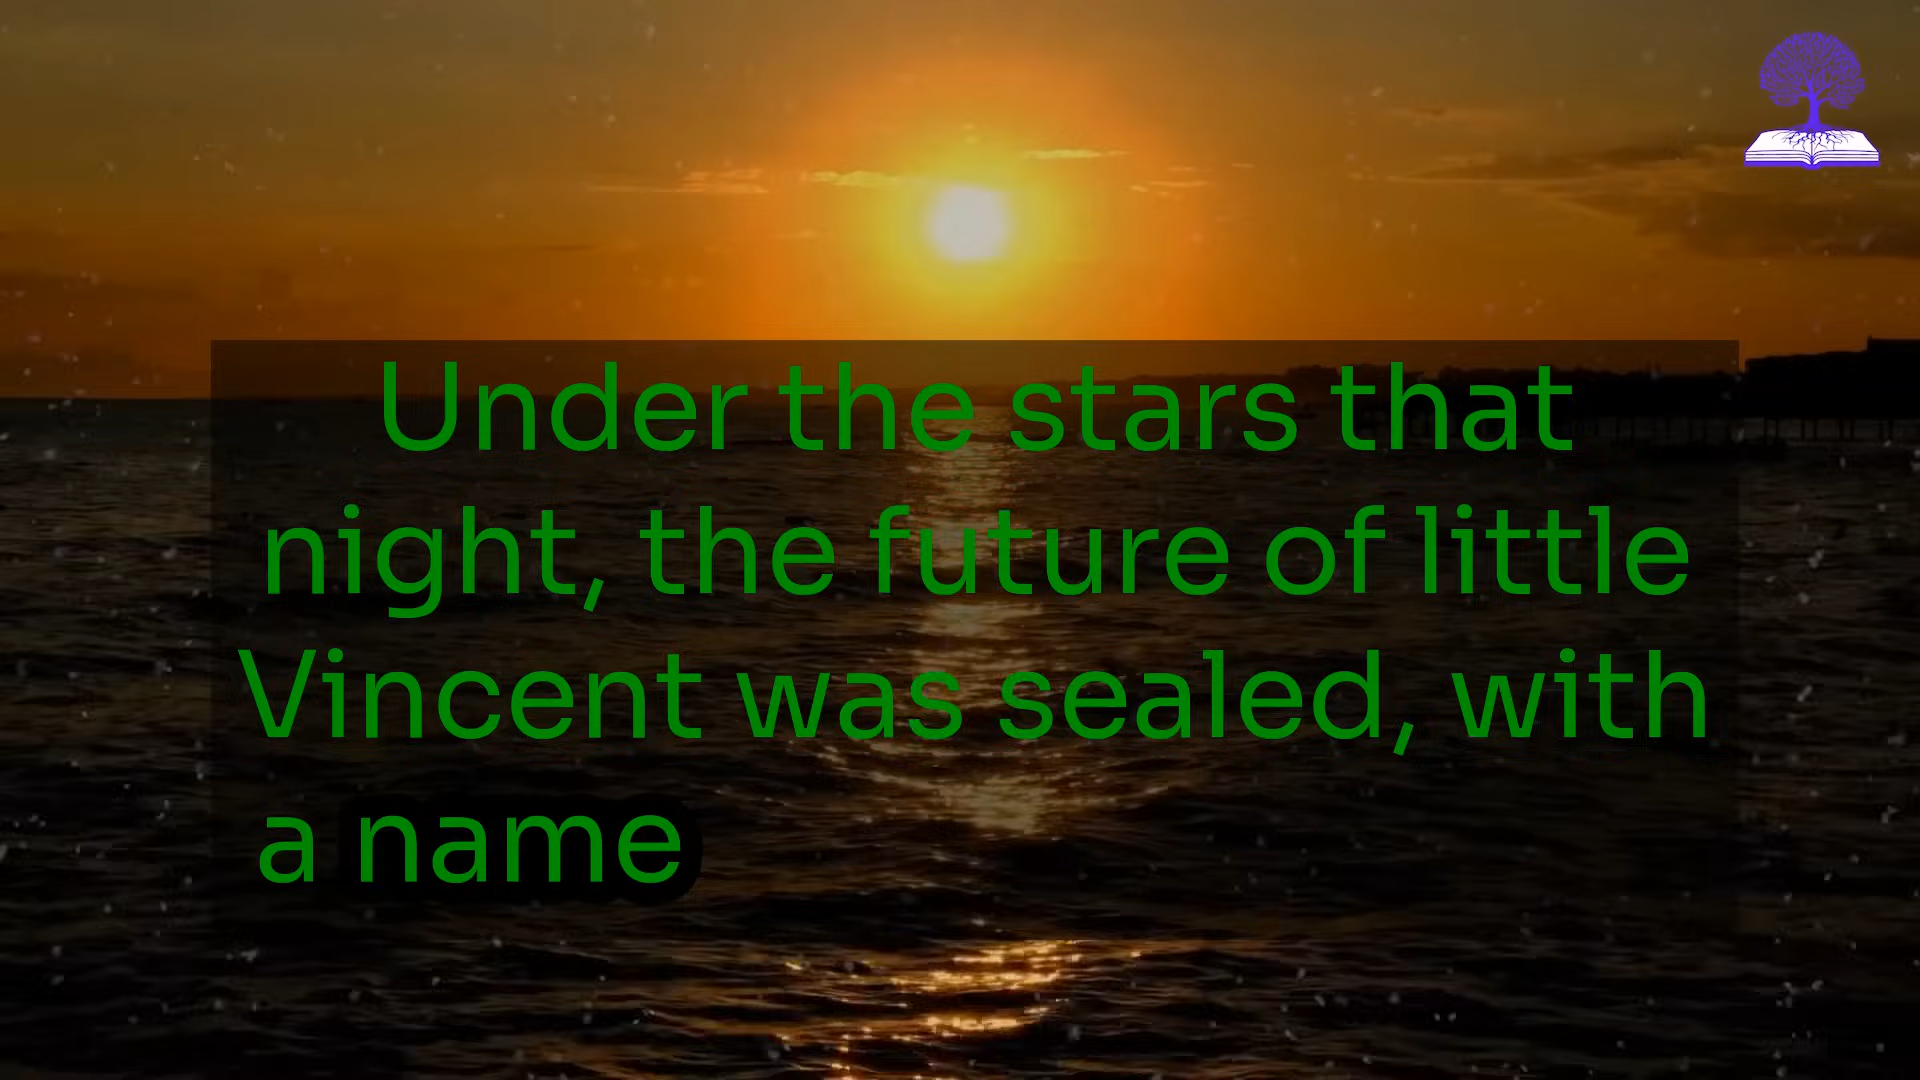 Under the stars that
night, the future of little
Vincent was sealed, with
a name